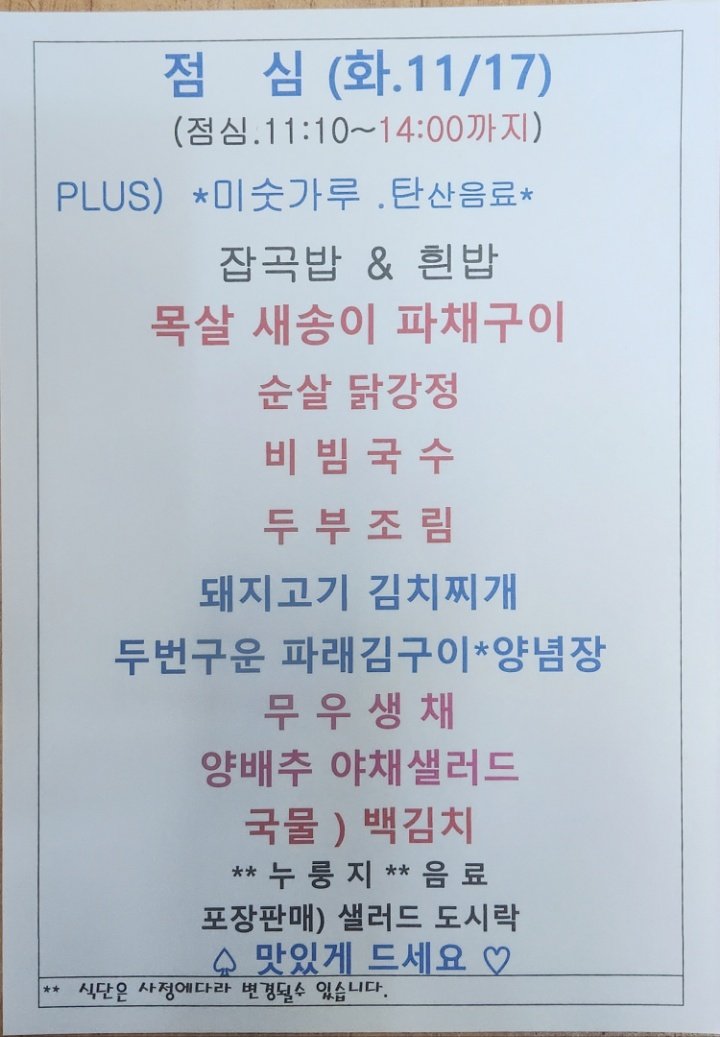 점 심 (화.11/17)
(점심.11:10~14:00까지)
PLUS) *미숫가루 .탄산음료*
잡곡밥 & 흰밥
목살 새송이 파채구이
순살 닭강정
비 빔 국 수
두 부 조 림
돼지고기 김치찌개
두번구운 파래김구이*양념장
무 우 생 채
양배추 야채샐러드
국물 ) 백김치
** 누 룽 지 ** 음 료
포장판매) 샐러드 도시락
♤ 맛있게 드세요 ♡
** 식단은 사정에다라 변경될수 있습니다.